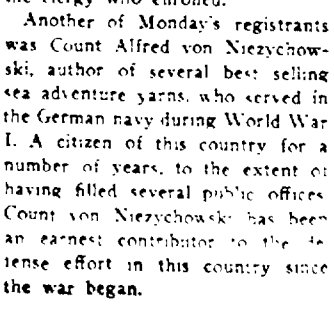 the clergy who enrolled.
Another of Monday's registrants
was Count Alfred von Niezychow-
ski, author of several best selling
sea adventure yarns, who served in
the German navy during World War
I. A citizen of this country for a
number of years, to the extent of
having filled several public offices
Count von Niezychowski has been
an earnest contributor to the de
fense effort in this country since
the war began.